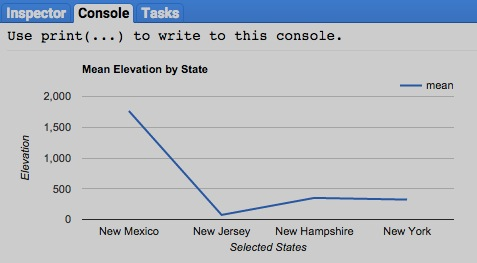 Inspector Console Tasks
Use print(...) to write to this console.
Mean Elevation by State
mean
2,000
1,500
1,000
500
0
Elevation
New Mexico New Jersey New Hampshire New York
Selected States